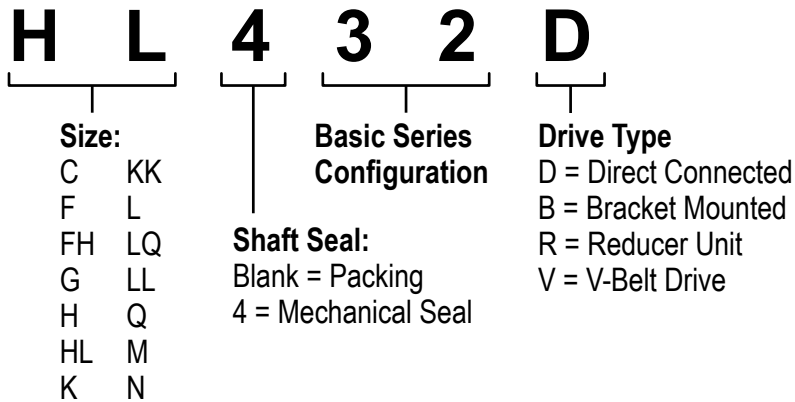 H L 4 3 2 D
Size:
C KK
F L
FH LQ
G LL
H Q
HL M
K N
Shaft Seal:
Blank = Packing
4 = Mechanical Seal
Basic Series
Configuration
Drive Type
D = Direct Connected
B = Bracket Mounted
R = Reducer Unit
V = V-Belt Drive